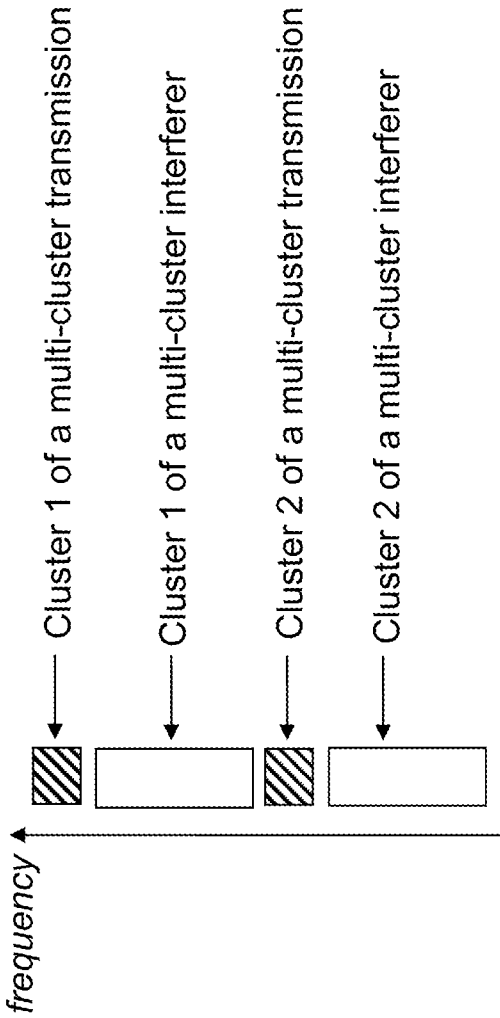 frequency
Cluster 1 of a multi-cluster transmission
Cluster 1 of a multi-cluster interferer
Cluster 2 of a multi-cluster transmission
Cluster 2 of a multi-cluster interferer